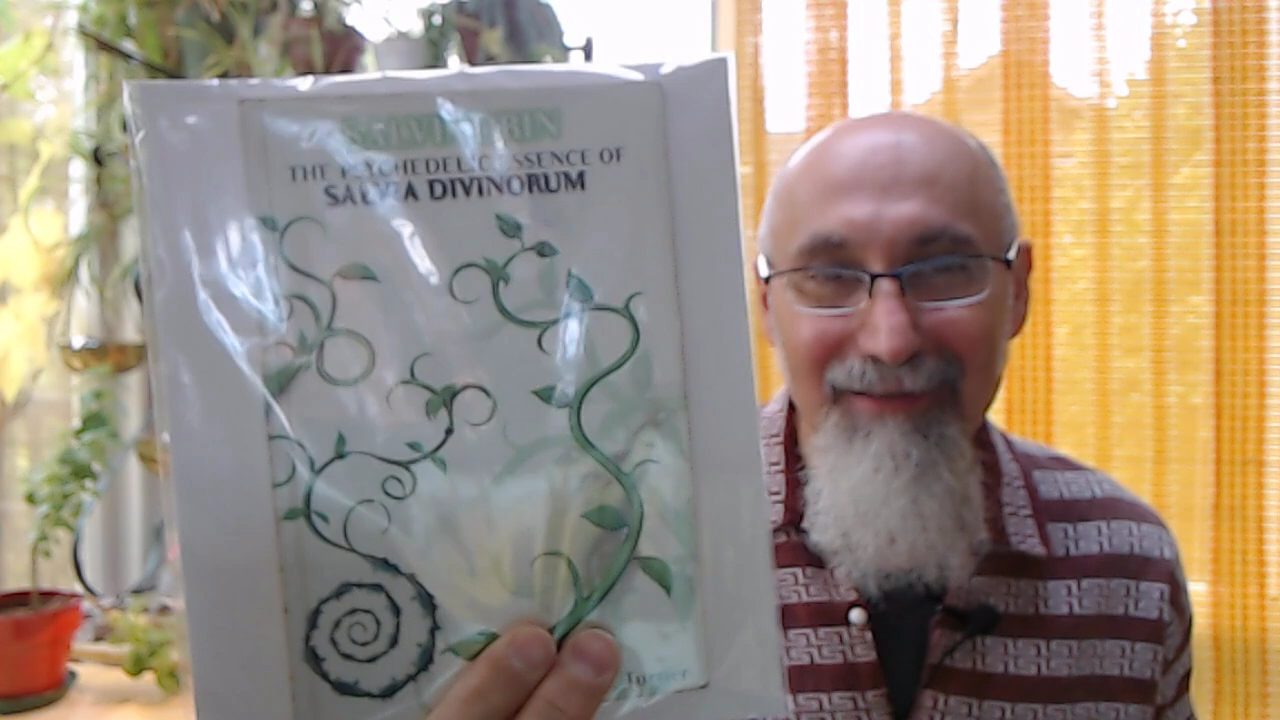 SALVINORIN
THE PSYCHEDELIC ESSENCE OF
SALVIA DIVINORUM
Turner